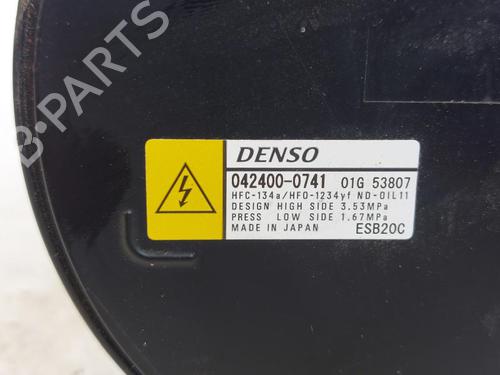 B-PARTS
DENSO
042400-0741 01G 53807
HFC-134a/HFO-1234yf ND-OIL11
DESIGN HIGH SIDE 3.53MPa
PRESS LOW SIDE 1.67MPa
MADE IN JAPAN ESB20C